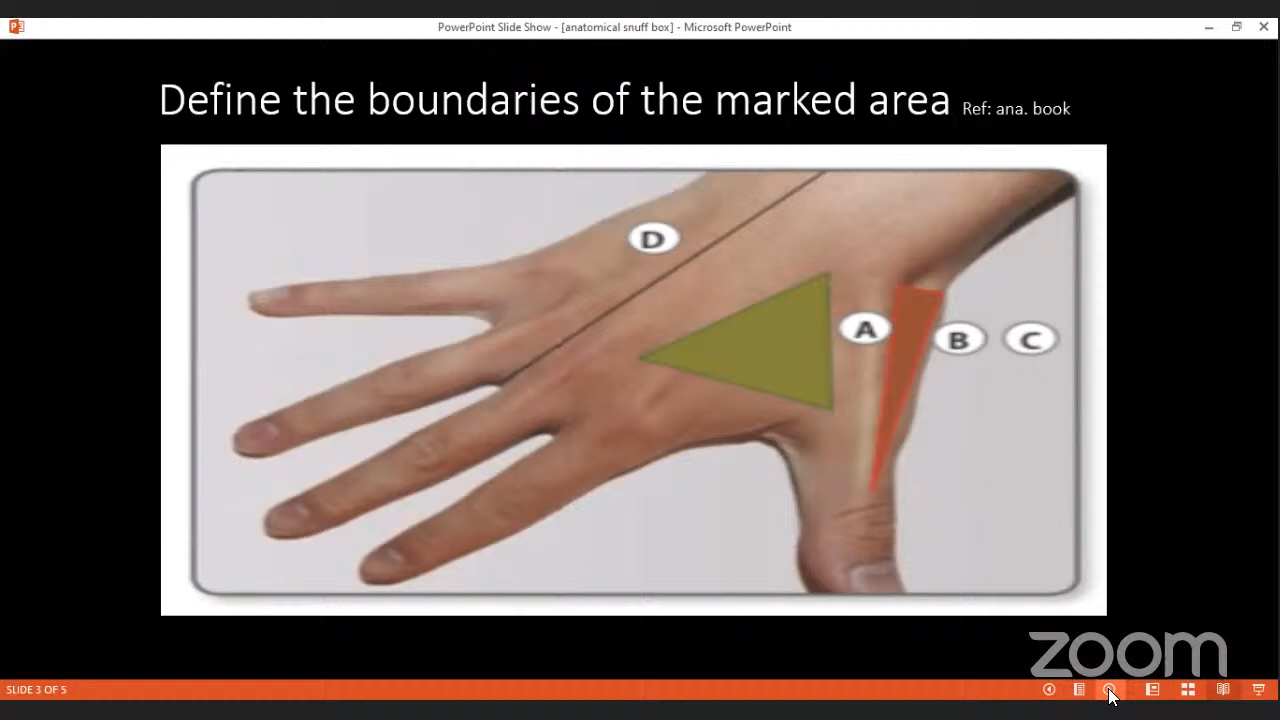 PowerPoint Slide Show - [anatomical snuff box] - Microsoft PowerPoint
Define the boundaries of the marked area Ref: ana. book
D
A
B
C
zoom
SLIDE 3 OF 5